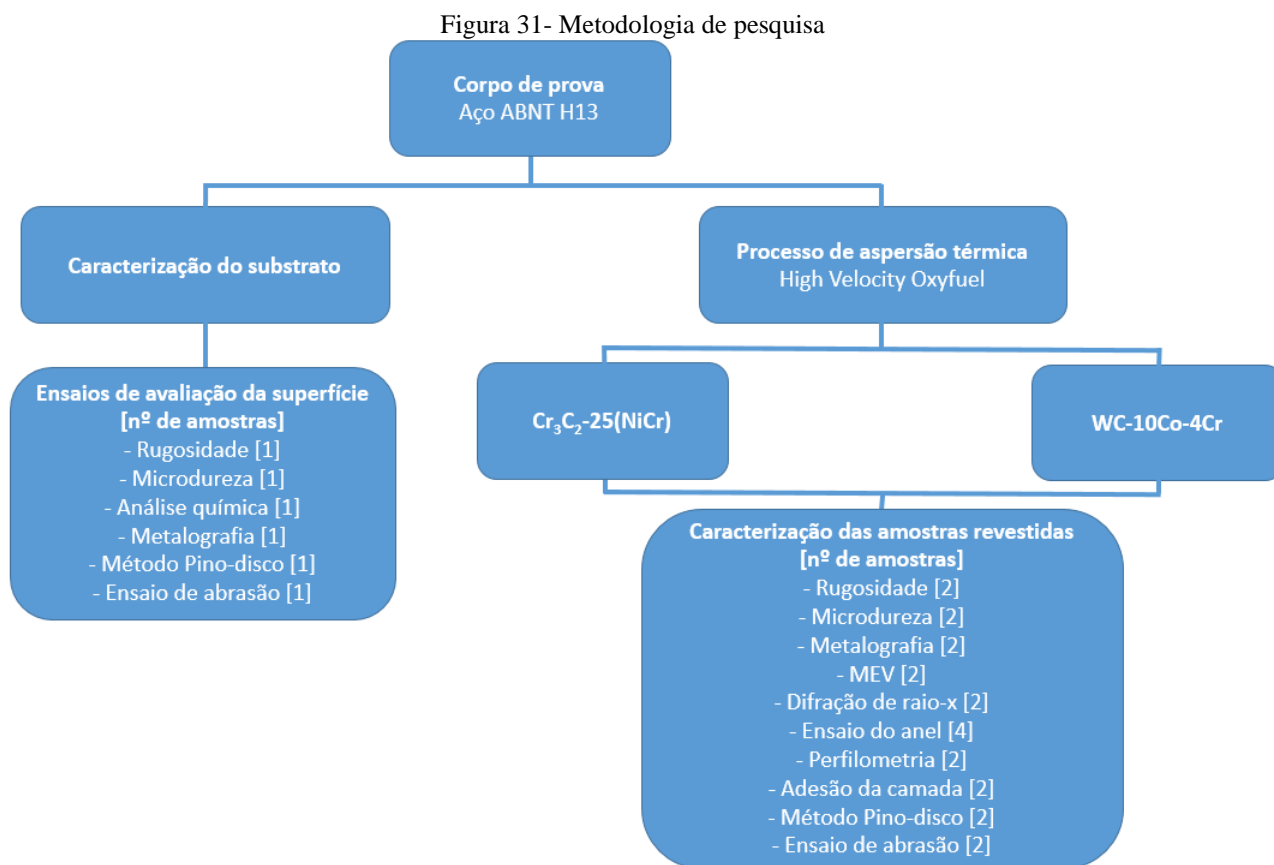 Figura 31- Metodologia de pesquisa
Corpo de prova
Aço ABNT H13
Caracterização do substrato
Processo de aspersão térmica
High Velocity Oxyfuel
Ensaios de avaliação da superfície
[nº de amostras]
- Rugosidade [1]
- Microdureza [1]
- Análise química [1]
- Metalografia [1]
- Método Pino-disco [1]
- Ensaio de abrasão [1]
Cr₃C₂-25(NiCr)
WC-10Co-4Cr
Caracterização das amostras revestidas
[nº de amostras]
- Rugosidade [2]
- Microdureza [2]
- Metalografia [2]
- MEV [2]
- Difração de raio-x [2]
- Ensaio do anel [4]
- Perfilometria [2]
- Adesão da camada [2]
- Método Pino-disco [2]
- Ensaio de abrasão [2]